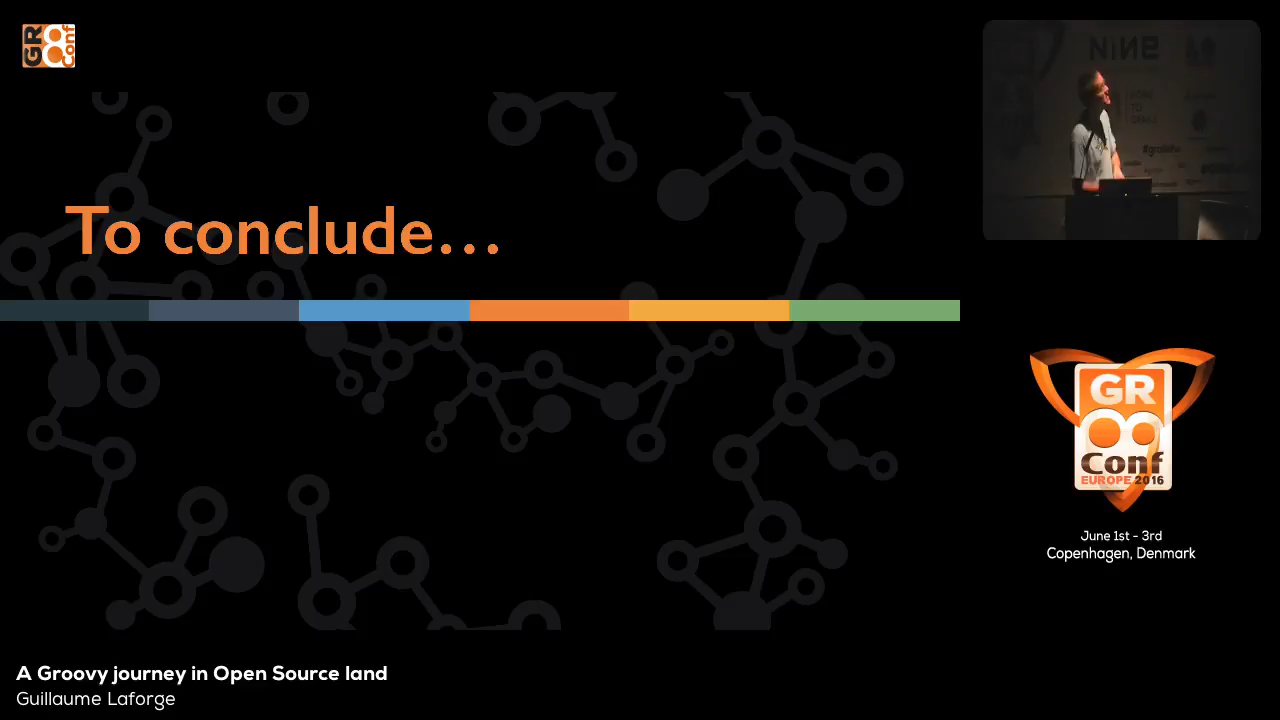 GR
Conf
To conclude...
NINE
GR
Conf
EUROPE 2016
June 1st - 3rd
Copenhagen, Denmark
A Groovy journey in Open Source land
Guillaume Laforge